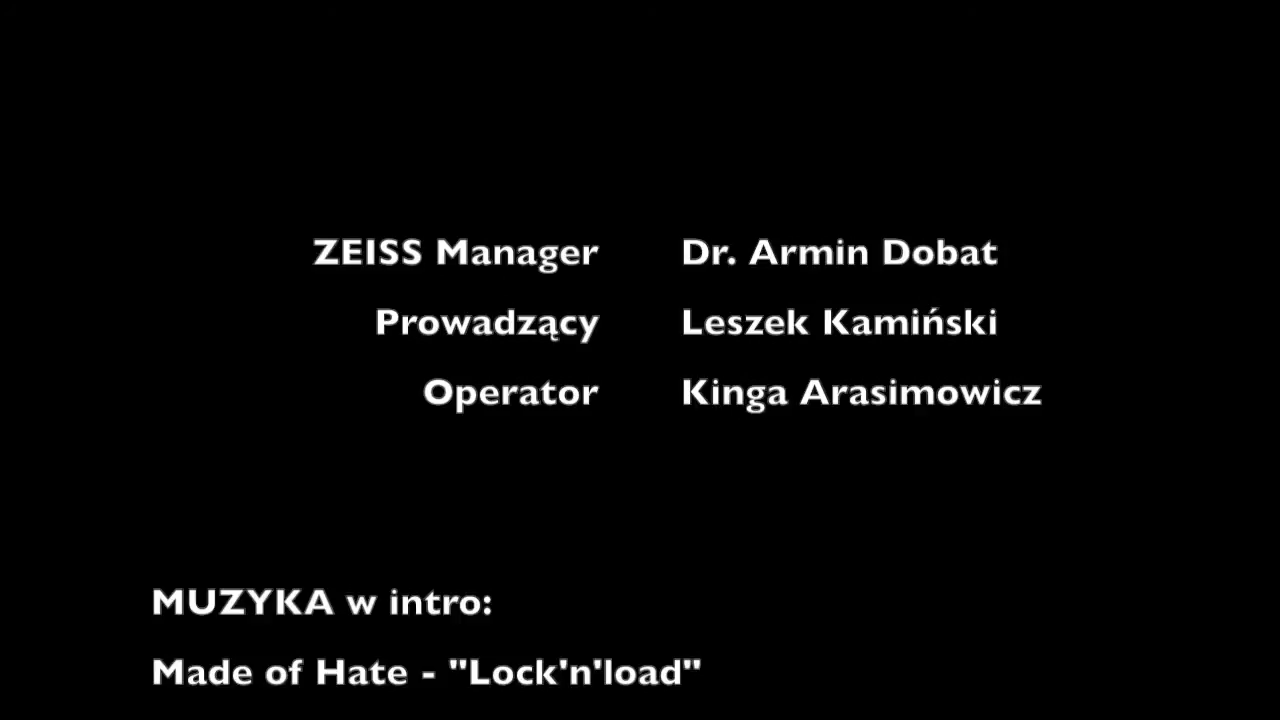 ZEISS Manager Dr. Armin Dobat
Prowadzący Leszek Kamiński
Operator Kinga Arasimowicz
MUZYKA w intro:
Made of Hate - "Lock'n'load"